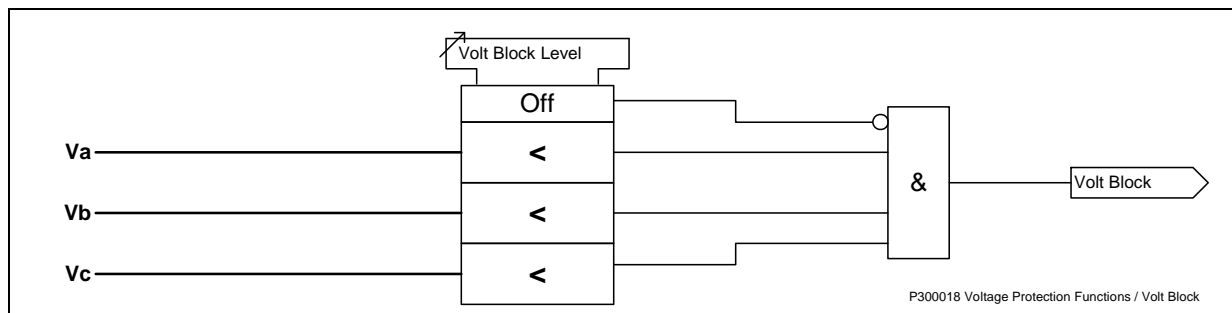 Volt Block Level
Off
Va
<
Vb
<
Vc
<
&
Volt Block
P300018 Voltage Protection Functions / Volt Block